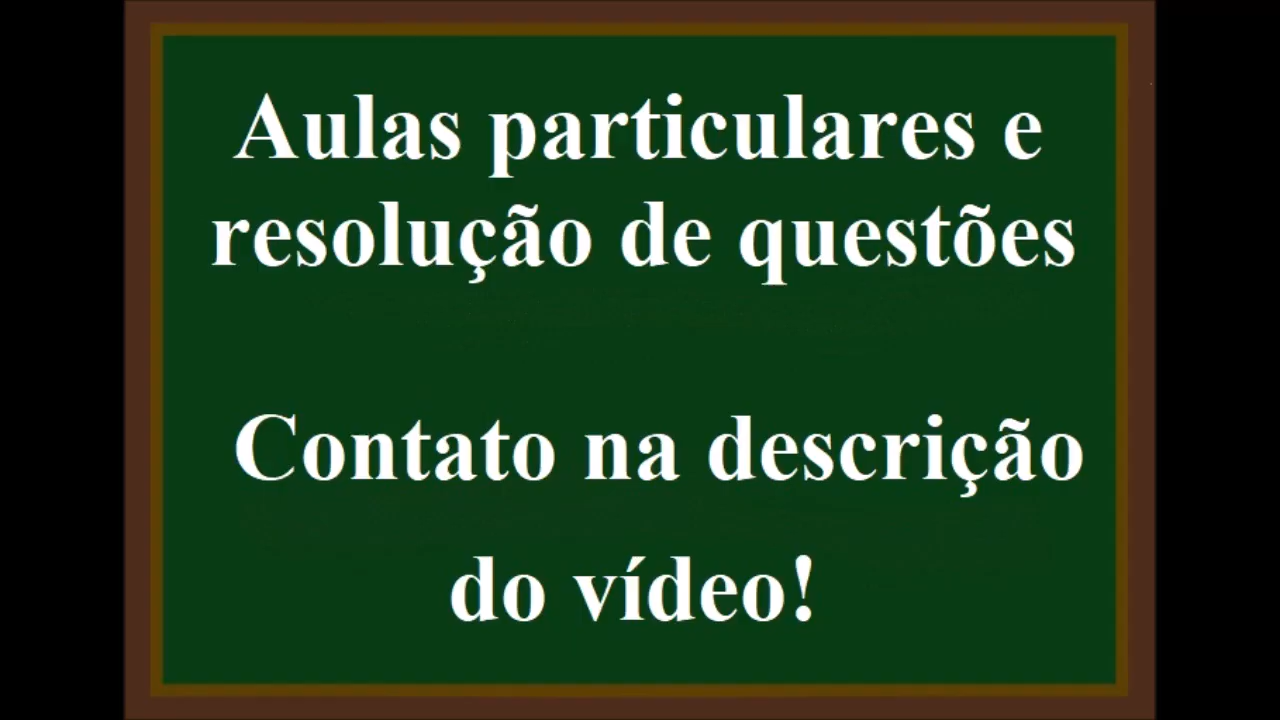 Aulas particulares e
resolução de questões
Contato na descrição
do vídeo!